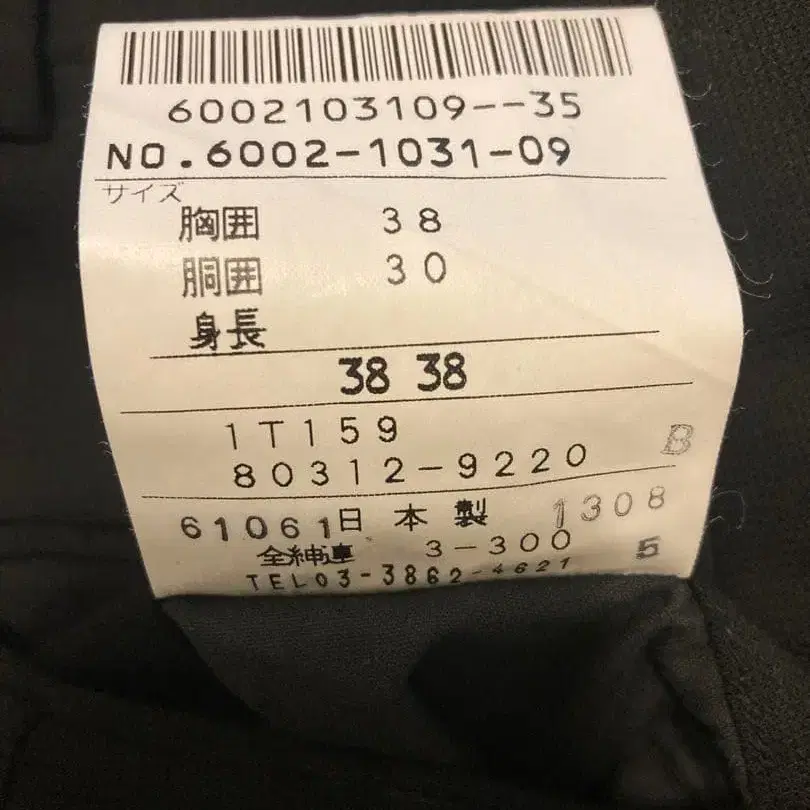 6002103109--35
NO.6002-1031-09
サイズ
胸囲 38
胴囲 30
身長
38 38
1T159
80312-9220 B
61061日本製 1308
全紳連 3-300 5
TEL03-3862-4621